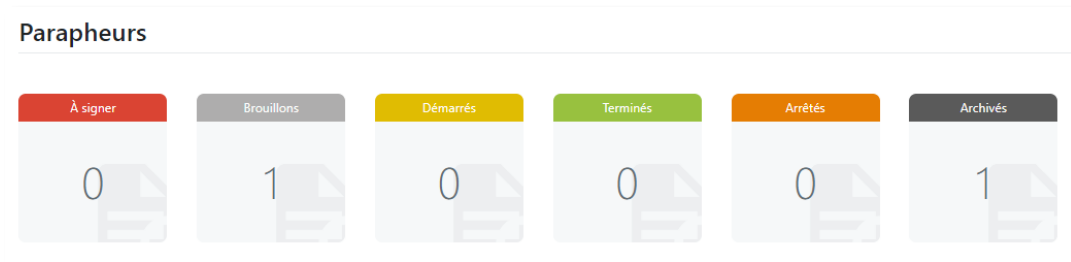 Parapheurs
À signer Brouillons Démarrés Terminés Arrêtés Archivés
0 1 0 0 0 1